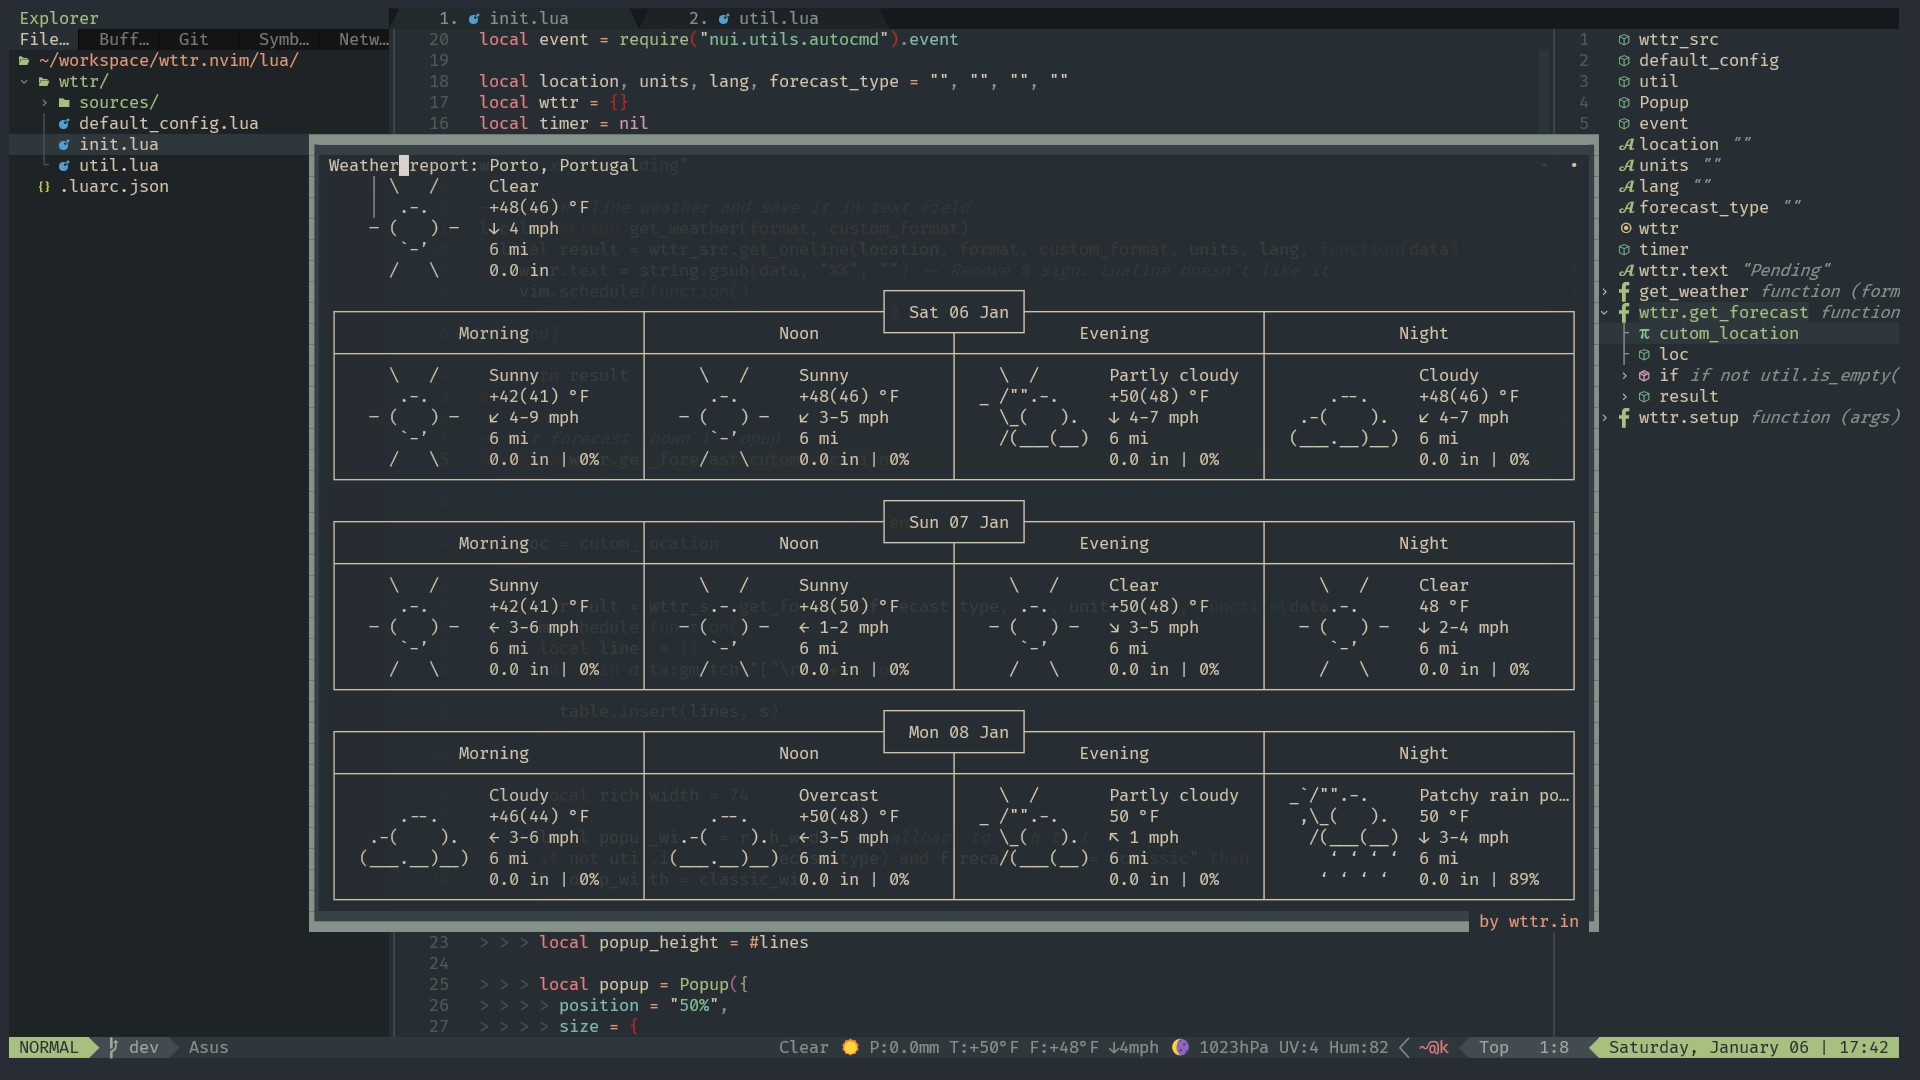 Explorer
File… Buff… Git Symb… Netw…
~/workspace/wttr.nvim/lua/
wttr/
sources/
default_config.lua
init.lua
util.lua
.luarc.json
1. init.lua 2. util.lua
20 local event = require("nui.utils.autocmd").event
19
18 local location, units, lang, forecast_type = "", "", "", ""
17 local wttr = {}
16 local timer = nil
Weather report: Porto, Portugal
Clear
+48(46) °F
↓ 4 mph
6 mi
0.0 in
Sat 06 Jan
Morning Noon Evening Night
Sunny Sunny Partly cloudy Cloudy
+42(41) °F +48(46) °F +50(48) °F +48(46) °F
↙ 4-9 mph ↙ 3-5 mph ↓ 4-7 mph ↙ 4-7 mph
6 mi 6 mi 6 mi 6 mi
0.0 in | 0% 0.0 in | 0% 0.0 in | 0% 0.0 in | 0%
Sun 07 Jan
Morning Noon Evening Night
Sunny Sunny Clear Clear
+42(41) °F +48(50) °F +50(48) °F 48 °F
← 3-6 mph ← 1-2 mph ↘ 3-5 mph ↓ 2-4 mph
6 mi 6 mi 6 mi 6 mi
0.0 in | 0% 0.0 in | 0% 0.0 in | 0% 0.0 in | 0%
Mon 08 Jan
Morning Noon Evening Night
Cloudy Overcast Partly cloudy Patchy rain po…
+46(44) °F +50(48) °F 50 °F 50 °F
← 3-6 mph ← 3-5 mph ↖ 1 mph ↓ 3-4 mph
6 mi 6 mi 6 mi 6 mi
0.0 in | 0% 0.0 in | 0% 0.0 in | 0% 0.0 in | 89%
by wttr.in
23 > > > local popup_height = #lines
24
25 > > > local popup = Popup({
26 > > > > position = "50%",
27 > > > > size = {
1 wttr_src
2 default_config
3 util
4 Popup
5 event
location ""
units ""
lang ""
forecast_type ""
wttr
timer
wttr.text "Pending"
get_weather function (form
wttr.get_forecast function
cutom_location
loc
if if not util.is_empty(
result
wttr.setup function (args)
NORMAL dev Asus Clear P:0.0mm T:+50°F F:+48°F ↓4mph 1023hPa UV:4 Hum:82 ~@k Top 1:8 Saturday, January 06 | 17:42